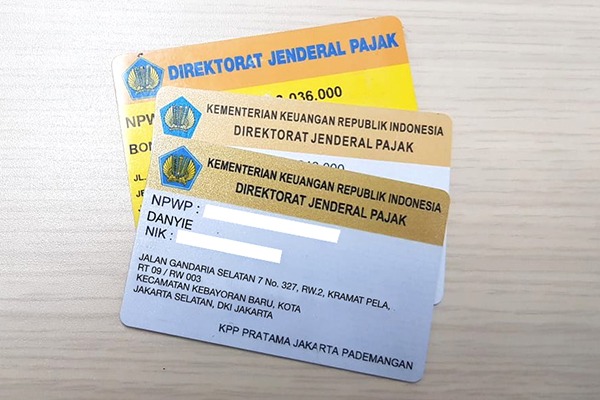 DIREKTORAT JENDERAL PAJAK
.036.000
NPW
BON
JL.
KEMENTERIAN KEUANGAN REPUBLIK INDONESIA
DIREKTORAT JENDERAL PAJAK
KEMENTERIAN KEUANGAN REPUBLIK INDONESIA
DIREKTORAT JENDERAL PAJAK
NPWP :
DANYIE
NIK :
JALAN GANDARIA SELATAN 7 No. 327, RW.2, KRAMAT PELA,
RT 09 / RW 003
KECAMATAN KEBAYORAN BARU, KOTA
JAKARTA SELATAN, DKI JAKARTA
KPP PRATAMA JAKARTA PADEMANGAN